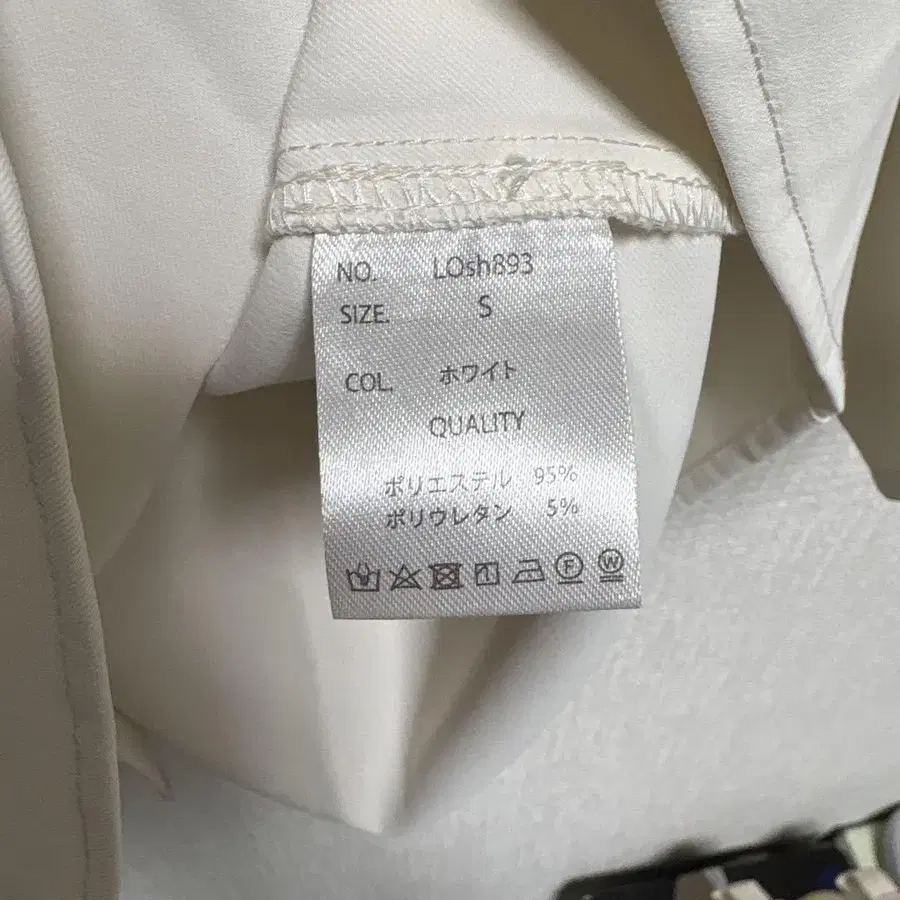 NO. LOsh893
SIZE. S
COL. ホワイト
QUALITY
ポリエステル 95%
ポリウレタン 5%
F W